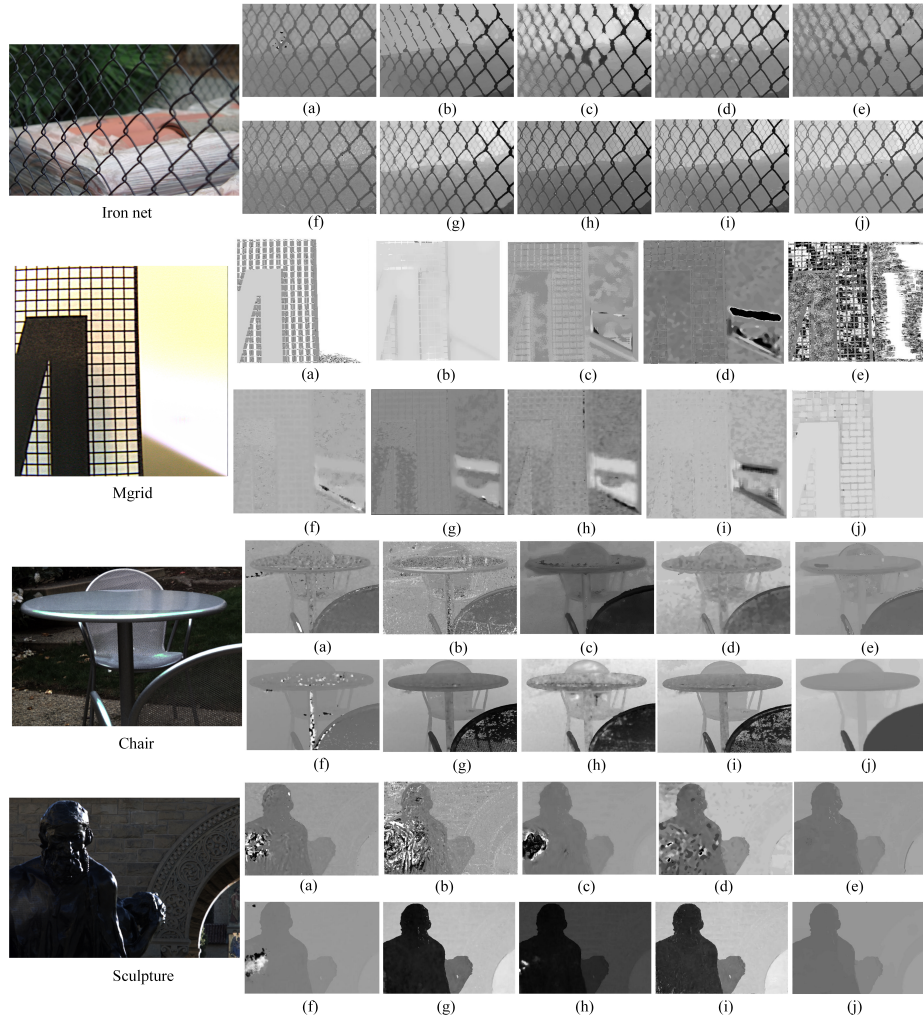 (a) (b) (c) (d) (e)
Iron net
(f) (g) (h) (i) (j)
(a) (b) (c) (d) (e)
Mgrid
(f) (g) (h) (i) (j)
(a) (b) (c) (d) (e)
Chair
(f) (g) (h) (i) (j)
(a) (b) (c) (d) (e)
Sculpture
(f) (g) (h) (i) (j)